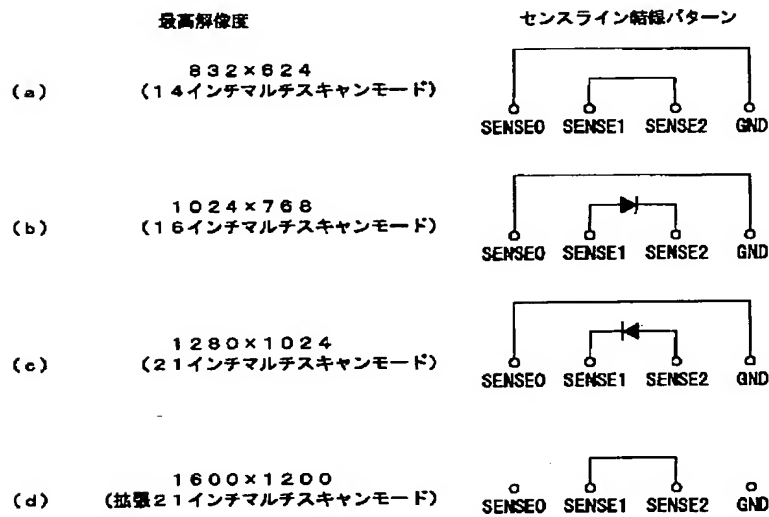 最高解像度 センスライン結線パターン
832×624
(a) (14インチマルチスキャンモード)
SENSE0 SENSE1 SENSE2 GND
1024×768
(b) (16インチマルチスキャンモード)
SENSE0 SENSE1 SENSE2 GND
1280×1024
(c) (21インチマルチスキャンモード)
SENSE0 SENSE1 SENSE2 GND
1600×1200
(d) (拡張21インチマルチスキャンモード)
SENSE0 SENSE1 SENSE2 GND